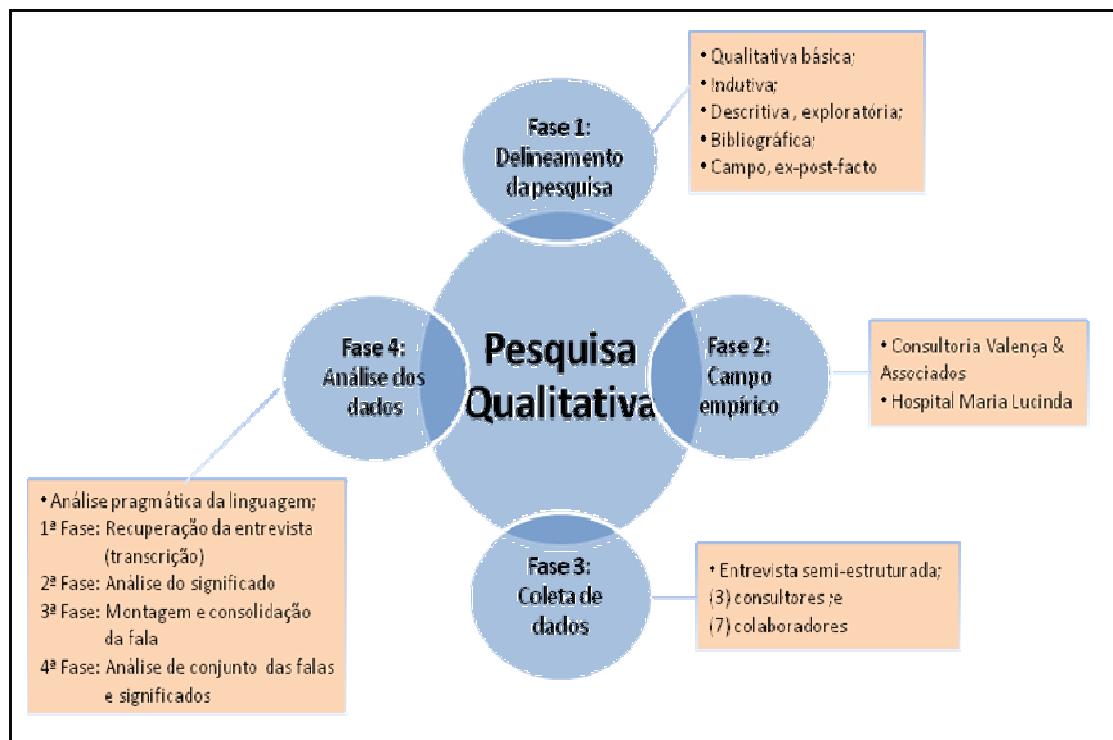 • Qualitativa básica;
• Indutiva;
• Descritiva , exploratória;
• Bibliográfica;
• Campo, ex-post-facto
Fase 1:
Delineamento
da pesquisa
Pesquisa
Qualitativa
Fase 2:
Campo
empírico
• Consultoria Valença &
Associados
• Hospital Maria Lucinda
Fase 3:
Coleta de
dados
• Entrevista semi-estruturada;
(3) consultores ;e
(7) colaboradores
Fase 4:
Análise dos
dados
• Análise pragmática da linguagem;
1ª Fase: Recuperação da entrevista
(transcrição)
2ª Fase: Análise do significado
3ª Fase: Montagem e consolidação
da fala
4ª Fase: Análise de conjunto das falas
e significados